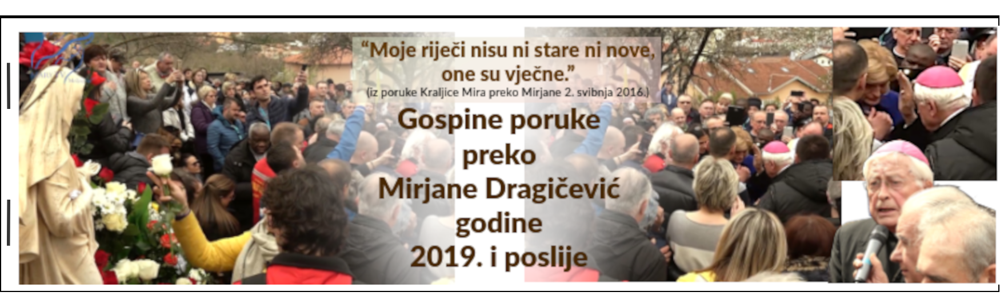 “Moje riječi nisu ni stare ni nove,
one su vječne.”
(iz poruke Kraljice Mira preko Mirjane 2. svibnja 2016.)
Gospine poruke
preko
Mirjane Dragičević
godine
2019. i poslije